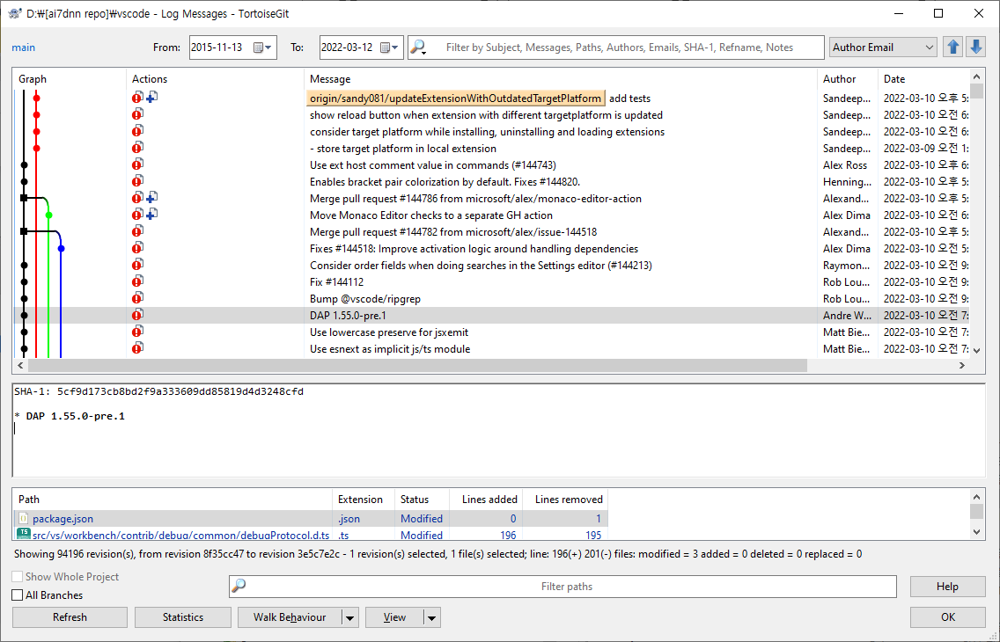 D:₩[ai7dnn repo]₩vscode - Log Messages - TortoiseGit
main From: 2015-11-13 To: 2022-03-12 Filter by Subject, Messages, Paths, Authors, Emails, SHA-1, Refname, Notes Author Email
Graph Actions Message Author Date
origin/sandy081/updateExtensionWithOutdatedTargetPlatform add tests Sandeep... 2022-03-10 오후 5:
show reload button when extension with different targetplatform is updated Sandeep... 2022-03-10 오전 6:
consider target platform while installing, uninstalling and loading extensions Sandeep... 2022-03-10 오전 6:
- store target platform in local extension Sandeep... 2022-03-09 오전 1:
Use ext host comment value in commands (#144743) Alex Ross 2022-03-10 오후 6:
Enables bracket pair colorization by default. Fixes #144820. Henning... 2022-03-10 오후 5:
Merge pull request #144786 from microsoft/alex/monaco-editor-action Alexand... 2022-03-10 오후 5:
Move Monaco Editor checks to a separate GH action Alex Dima 2022-03-10 오전 6:
Merge pull request #144782 from microsoft/alex/issue-144518 Alexand... 2022-03-10 오후 5:
Fixes #144518: Improve activation logic around handling dependencies Alex Dima 2022-03-10 오전 5:
Consider order fields when doing searches in the Settings editor (#144213) Raymon... 2022-03-10 오전 9:
Fix #144112 Rob Lou... 2022-03-10 오전 9:
Bump @vscode/ripgrep Rob Lou... 2022-03-10 오전 9:
DAP 1.55.0-pre.1 Andre W... 2022-03-10 오전 7:
Use lowercase preserve for jsxemit Matt Bie... 2022-03-10 오전 7:
Use esnext as implicit js/ts module Matt Bie... 2022-03-10 오전 7:
SHA-1: 5cf9d173cb8bd2f9a333609dd85819d4d3248cfd
* DAP 1.55.0-pre.1
Path Extension Status Lines added Lines removed
package.json .json Modified 0 1
src/vs/workbench/contrib/debug/common/debugProtocol.d.ts .ts Modified 196 195
Showing 94196 revision(s), from revision 8f35cc47 to revision 3e5c7e2c - 1 revision(s) selected, 1 file(s) selected; line: 196(+) 201(-) files: modified = 3 added = 0 deleted = 0 replaced = 0
Show Whole Project
All Branches Filter paths Help
Refresh Statistics Walk Behaviour View OK